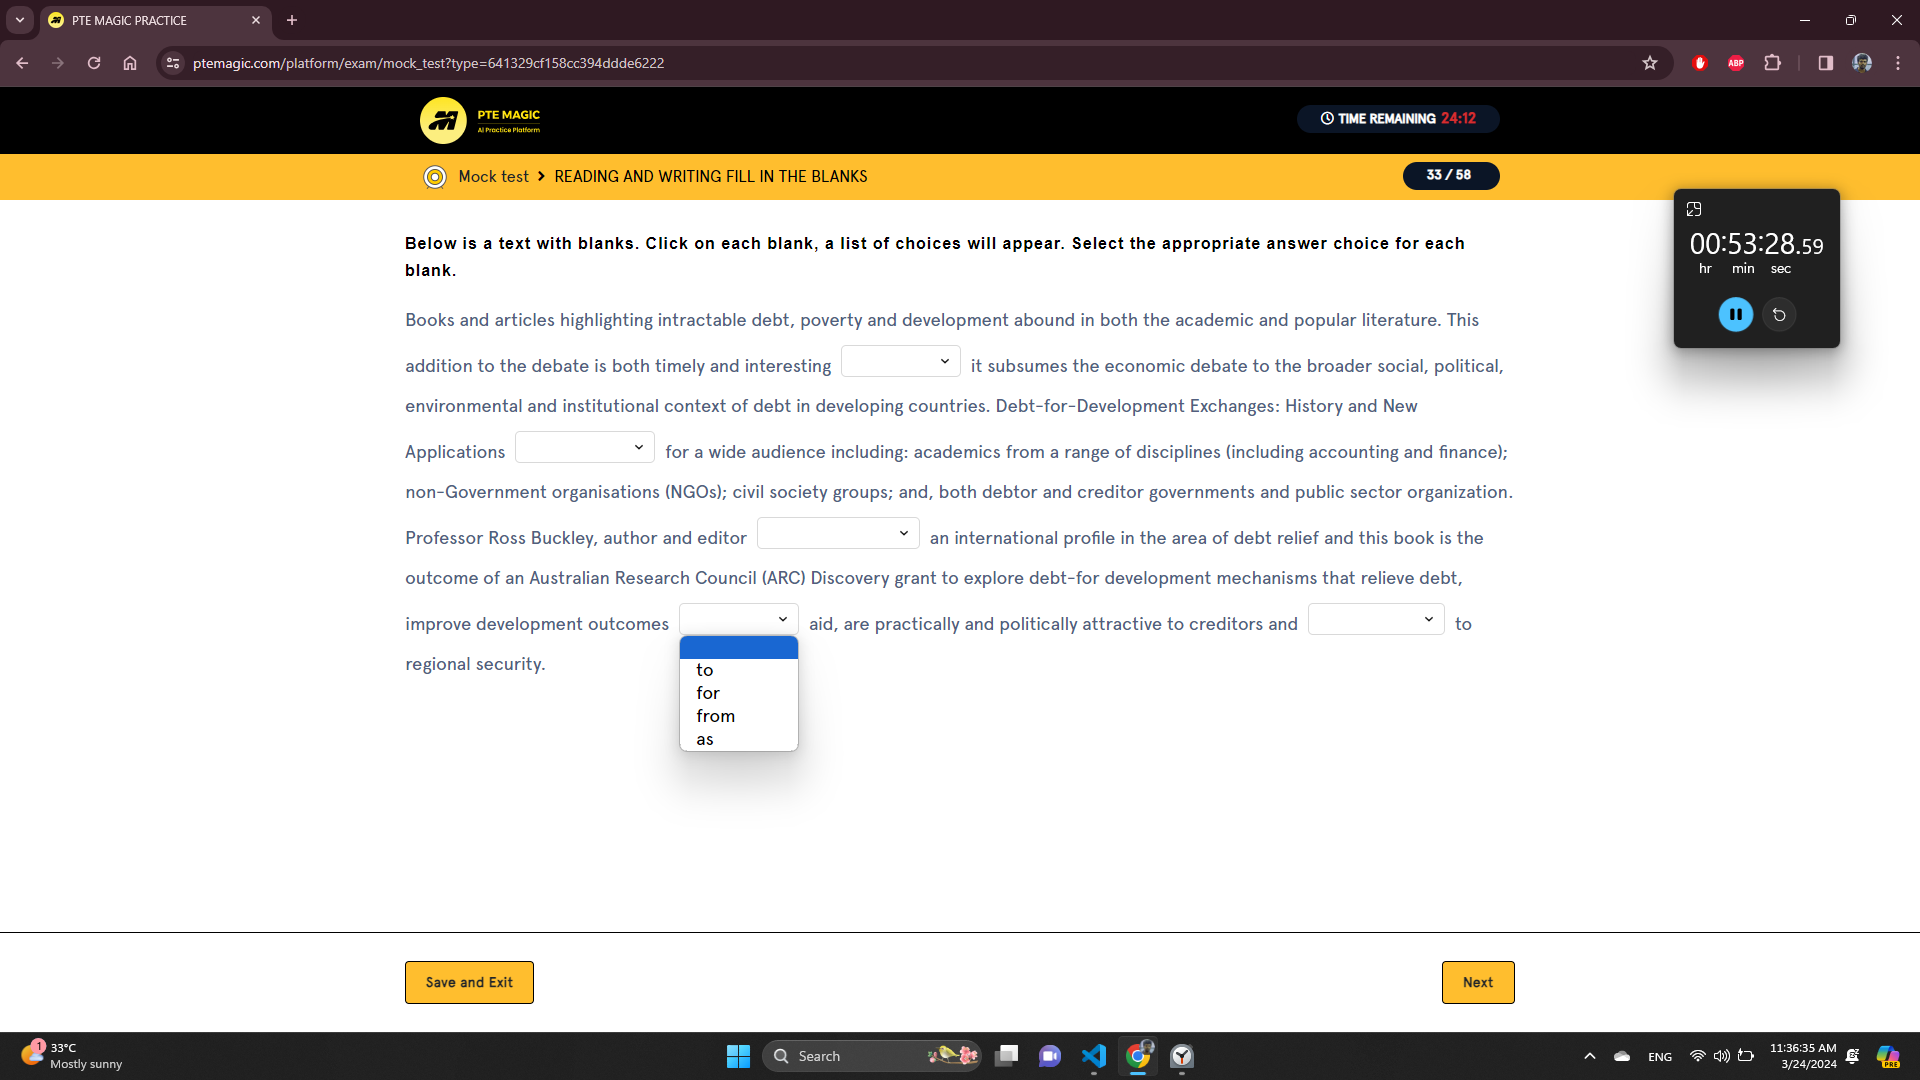 PTE MAGIC PRACTICE
ptemagic.com/platform/exam/mock_test?type=641329cf158cc394ddde6222
ABP
PTE MAGIC
AI Practice Platform
TIME REMAINING 24:12
Mock test > READING AND WRITING FILL IN THE BLANKS
33 / 58
00:53:28.59
hr min sec
Below is a text with blanks. Click on each blank, a list of choices will appear. Select the appropriate answer choice for each
blank.
Books and articles highlighting intractable debt, poverty and development abound in both the academic and popular literature. This
addition to the debate is both timely and interesting it subsumes the economic debate to the broader social, political,
environmental and institutional context of debt in developing countries. Debt-for-Development Exchanges: History and New
Applications for a wide audience including: academics from a range of disciplines (including accounting and finance);
non-Government organisations (NGOs); civil society groups; and, both debtor and creditor governments and public sector organization.
Professor Ross Buckley, author and editor an international profile in the area of debt relief and this book is the
outcome of an Australian Research Council (ARC) Discovery grant to explore debt-for development mechanisms that relieve debt,
improve development outcomes aid, are practically and politically attractive to creditors and to
regional security.
to
for
from
as
Save and Exit
Next
1
33°C
Mostly sunny
Search
ENG
11:36:35 AM
3/24/2024
PRE